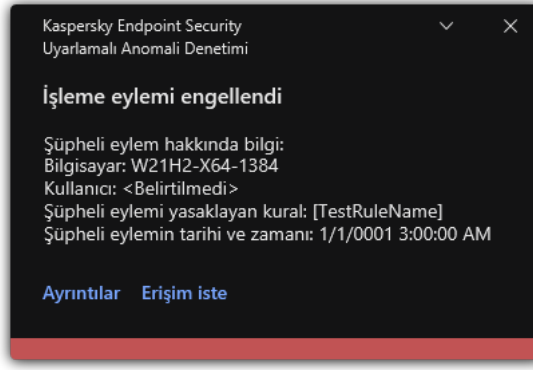 Kaspersky Endpoint Security
Uyarlamalı Anomali Denetimi
İşleme eylemi engellendi
Şüpheli eylem hakkında bilgi:
Bilgisayar: W21H2-X64-1384
Kullanıcı: <Belirtilmedi>
Şüpheli eylemi yasaklayan kural: [TestRuleName]
Şüpheli eylemin tarihi ve zamanı: 1/1/0001 3:00:00 AM
Ayrıntılar Erişim iste